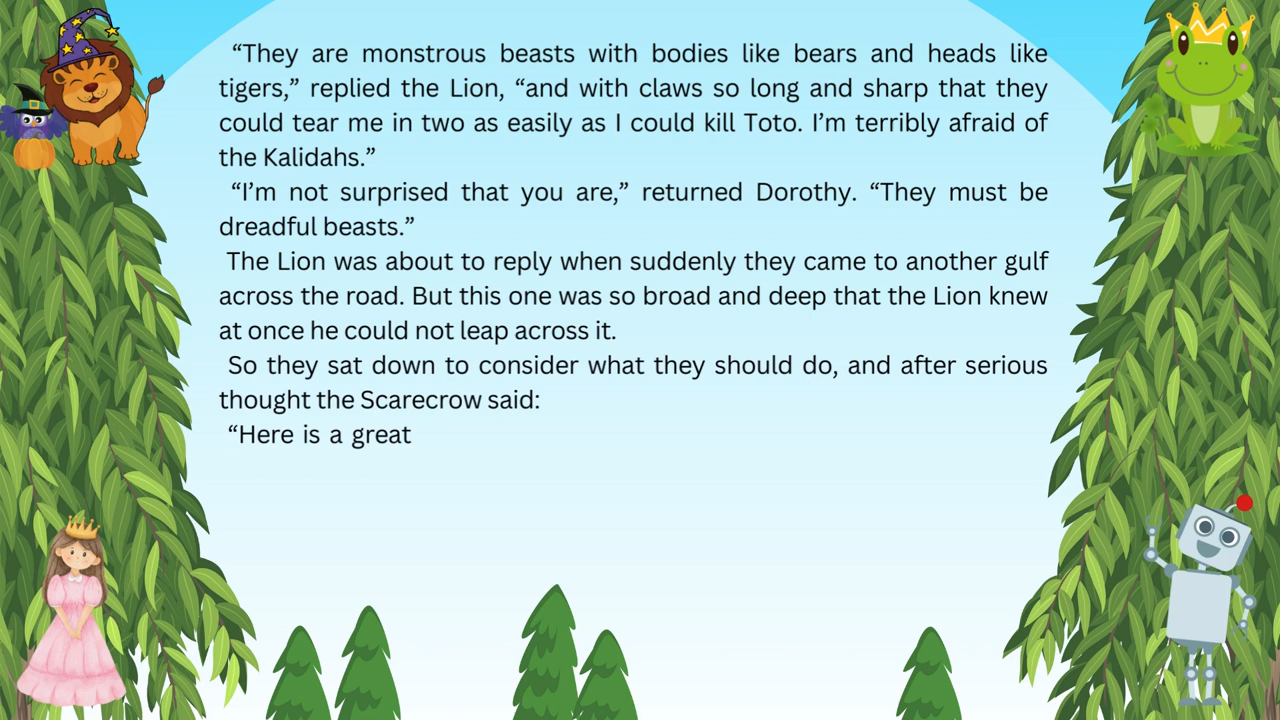 “They are monstrous beasts with bodies like bears and heads like
tigers,” replied the Lion, “and with claws so long and sharp that they
could tear me in two as easily as I could kill Toto. I’m terribly afraid of
the Kalidahs.”
“I’m not surprised that you are,” returned Dorothy. “They must be
dreadful beasts.”
The Lion was about to reply when suddenly they came to another gulf
across the road. But this one was so broad and deep that the Lion knew
at once he could not leap across it.
So they sat down to consider what they should do, and after serious
thought the Scarecrow said:
“Here is a great